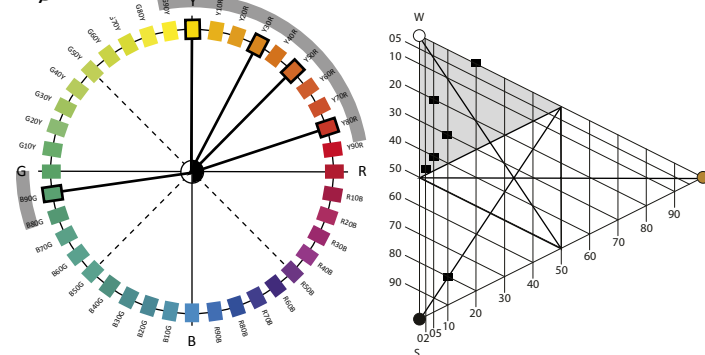 Y
G80Y
G70Y
G60Y
G50Y
G40Y
G30Y
G20Y
G10Y
G
Y10R
Y20R
Y30R
Y40R
Y50R
Y60R
Y70R
Y80R
Y90R
R
R10B
R20B
R30B
R40B
R50B
R60B
R70B
R80B
R90B
B
B10G
B20G
B30G
B40G
B50G
B60G
B70G
B80G
B90G
W
05
10
20
30
40
50
60
70
80
90
02
05
10
20
30
40
50
60
70
80
90
S